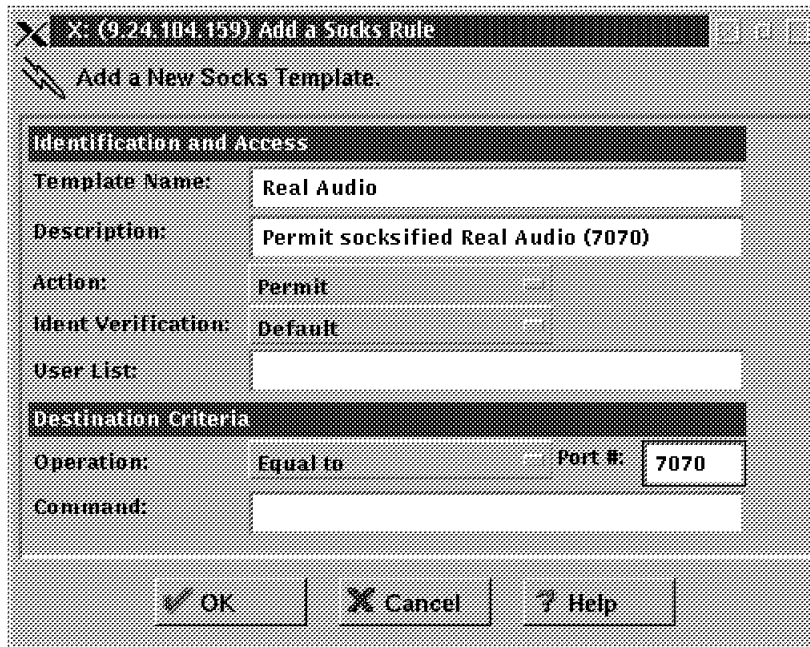 X: (9.24.104.159) Add a Socks Rule
Add a New Socks Template.
Identification and Access
Template Name: Real Audio
Description: Permit socksified Real Audio (7070)
Action: Permit
Ident Verification: Default
User List:
Destination Criteria
Operation: Equal to Port #: 7070
Command:
OK Cancel Help